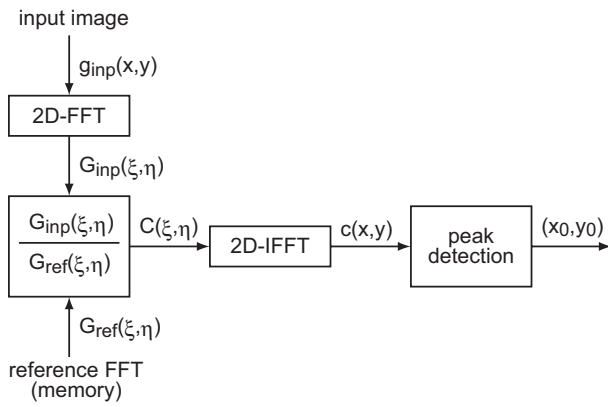 input image
g_inp(x,y)
2D-FFT
G_inp(ξ,η)
G_inp(ξ,η)
G_ref(ξ,η)
C(ξ,η)
2D-IFFT
c(x,y)
peak
detection
(x₀,y₀)
G_ref(ξ,η)
reference FFT
(memory)